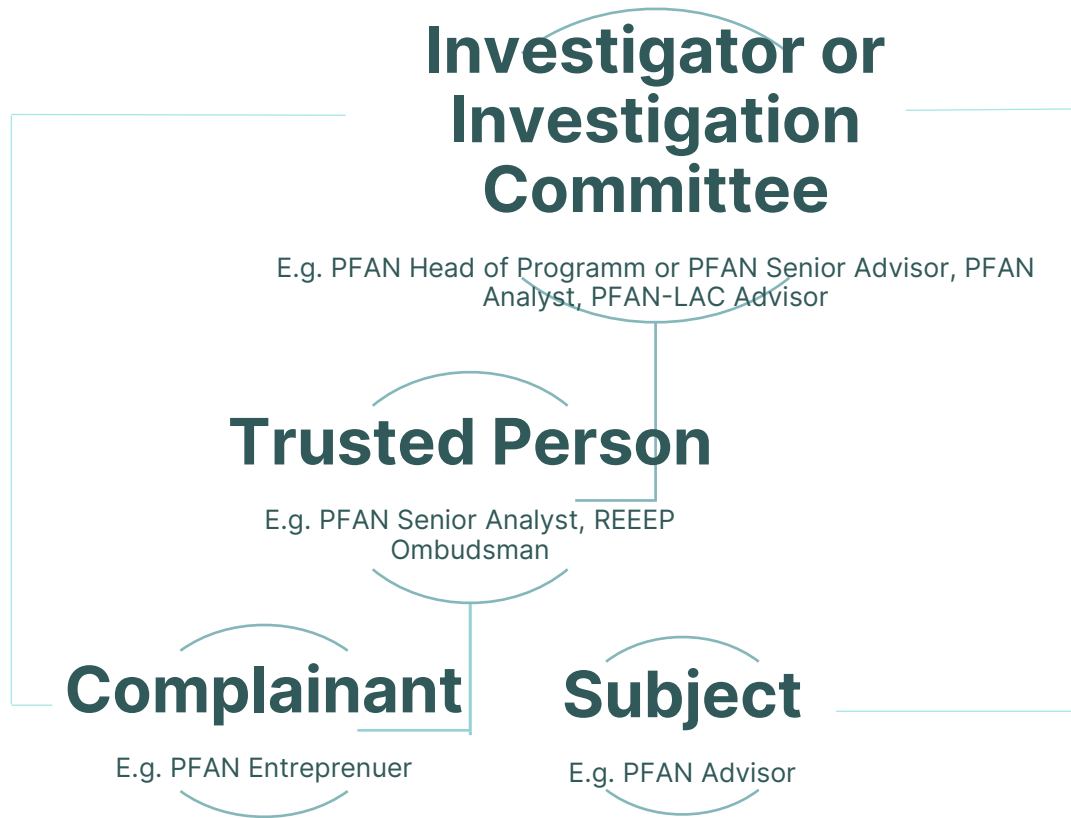 Investigator or
Investigation
Committee
E.g. PFAN Head of Programm or PFAN Senior Advisor, PFAN
Analyst, PFAN-LAC Advisor
Trusted Person
E.g. PFAN Senior Analyst, REEEP
Ombudsman
Complainant
E.g. PFAN Entreprenuer
Subject
E.g. PFAN Advisor